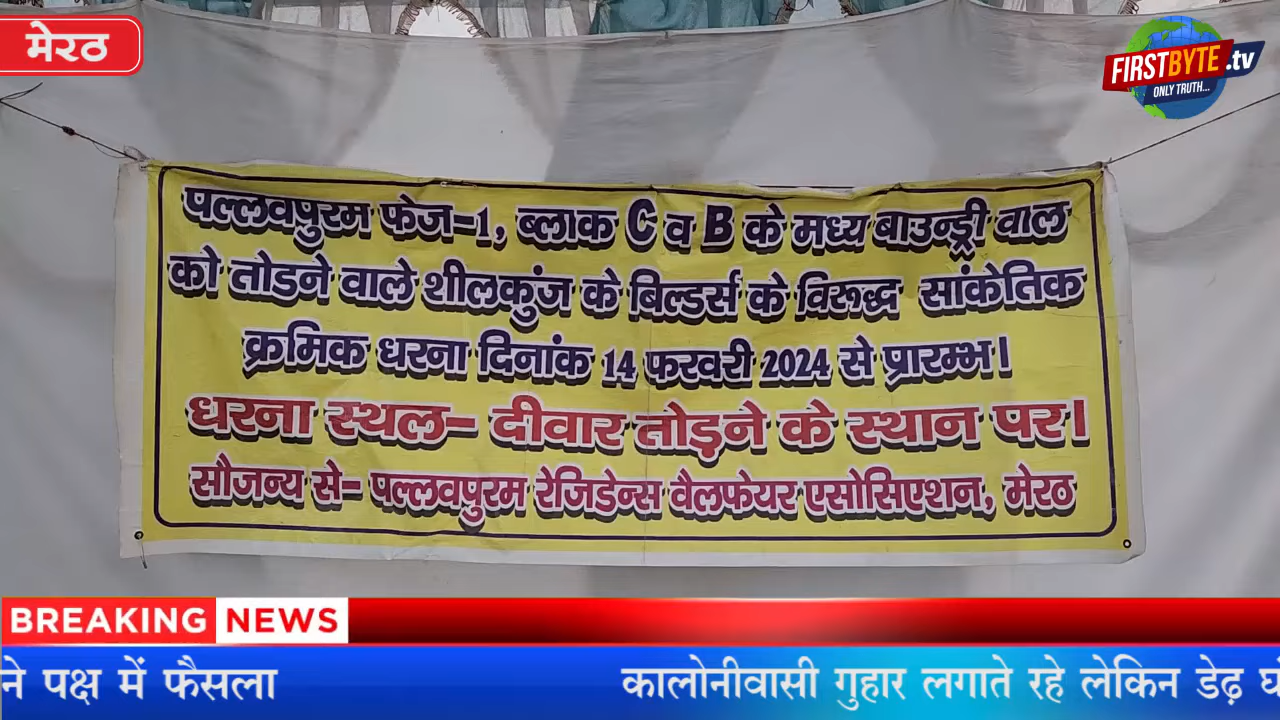 मेरठ
FIRSTBYTE.tv
ONLY TRUTH...
पल्लवपुरम फेज-1, ब्लाक C व B के मध्य बाउन्ड्री वाल
को तोडने वाले शीलकुंज के बिल्डर्स के विरूद्ध सांकेतिक
क्रमिक धरना दिनांक 14 फरवरी 2024 से प्रारम्भ।
धरना स्थल- दीवार तोड़ने के स्थान पर।
सौजन्य से- पल्लवपुरम रेजिडेन्स वैलफेयर एसोसिएशन, मेरठ
BREAKING NEWS
ने पक्ष में फैसला कालोनीवासी गुहार लगाते रहे लेकिन डेढ़